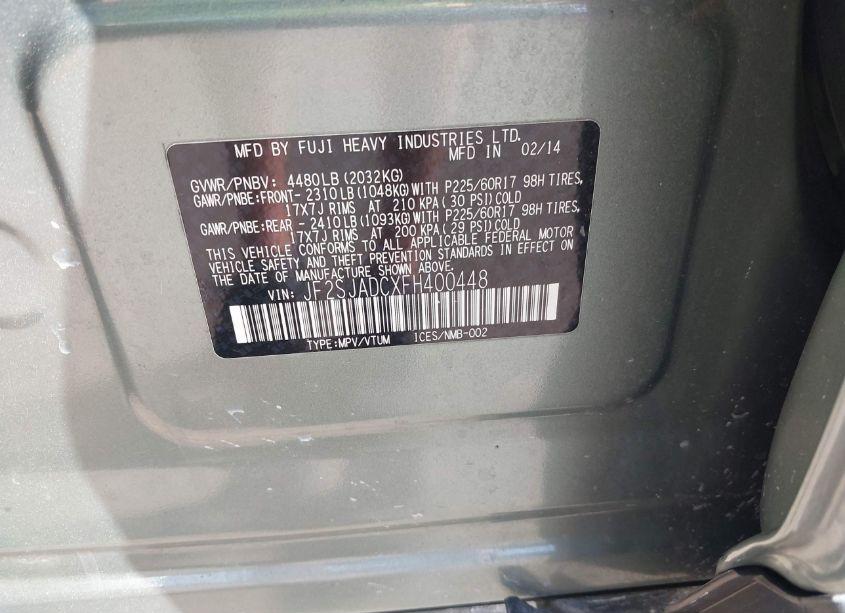 MFD BY FUJI HEAVY INDUSTRIES LTD.
MFD IN 02/14
GVWR/PNBV: 4480LB (2032KG)
GAWR/PNBE:FRONT- 2310LB (1048KG)WITH P225/60R17 98H TIRES,
17X7J RIMS AT 210 KPA( 30 PSI)COLD
GAWR/PNBE:REAR - 2410LB (1093KG)WITH P225/60R17 98H TIRES,
17X7J RIMS AT 200 KPA( 29 PSI)COLD
THIS VEHICLE CONFORMS TO ALL APPLICABLE FEDERAL MOTOR
VEHICLE SAFETY AND THEFT PREVENTION STANDARDS IN EFFECT ON
THE DATE OF MANUFACTURE SHOWN ABOVE.
VIN: JF2SJADCXFH400448
TYPE:MPV/VTUM ICES/NMB-002